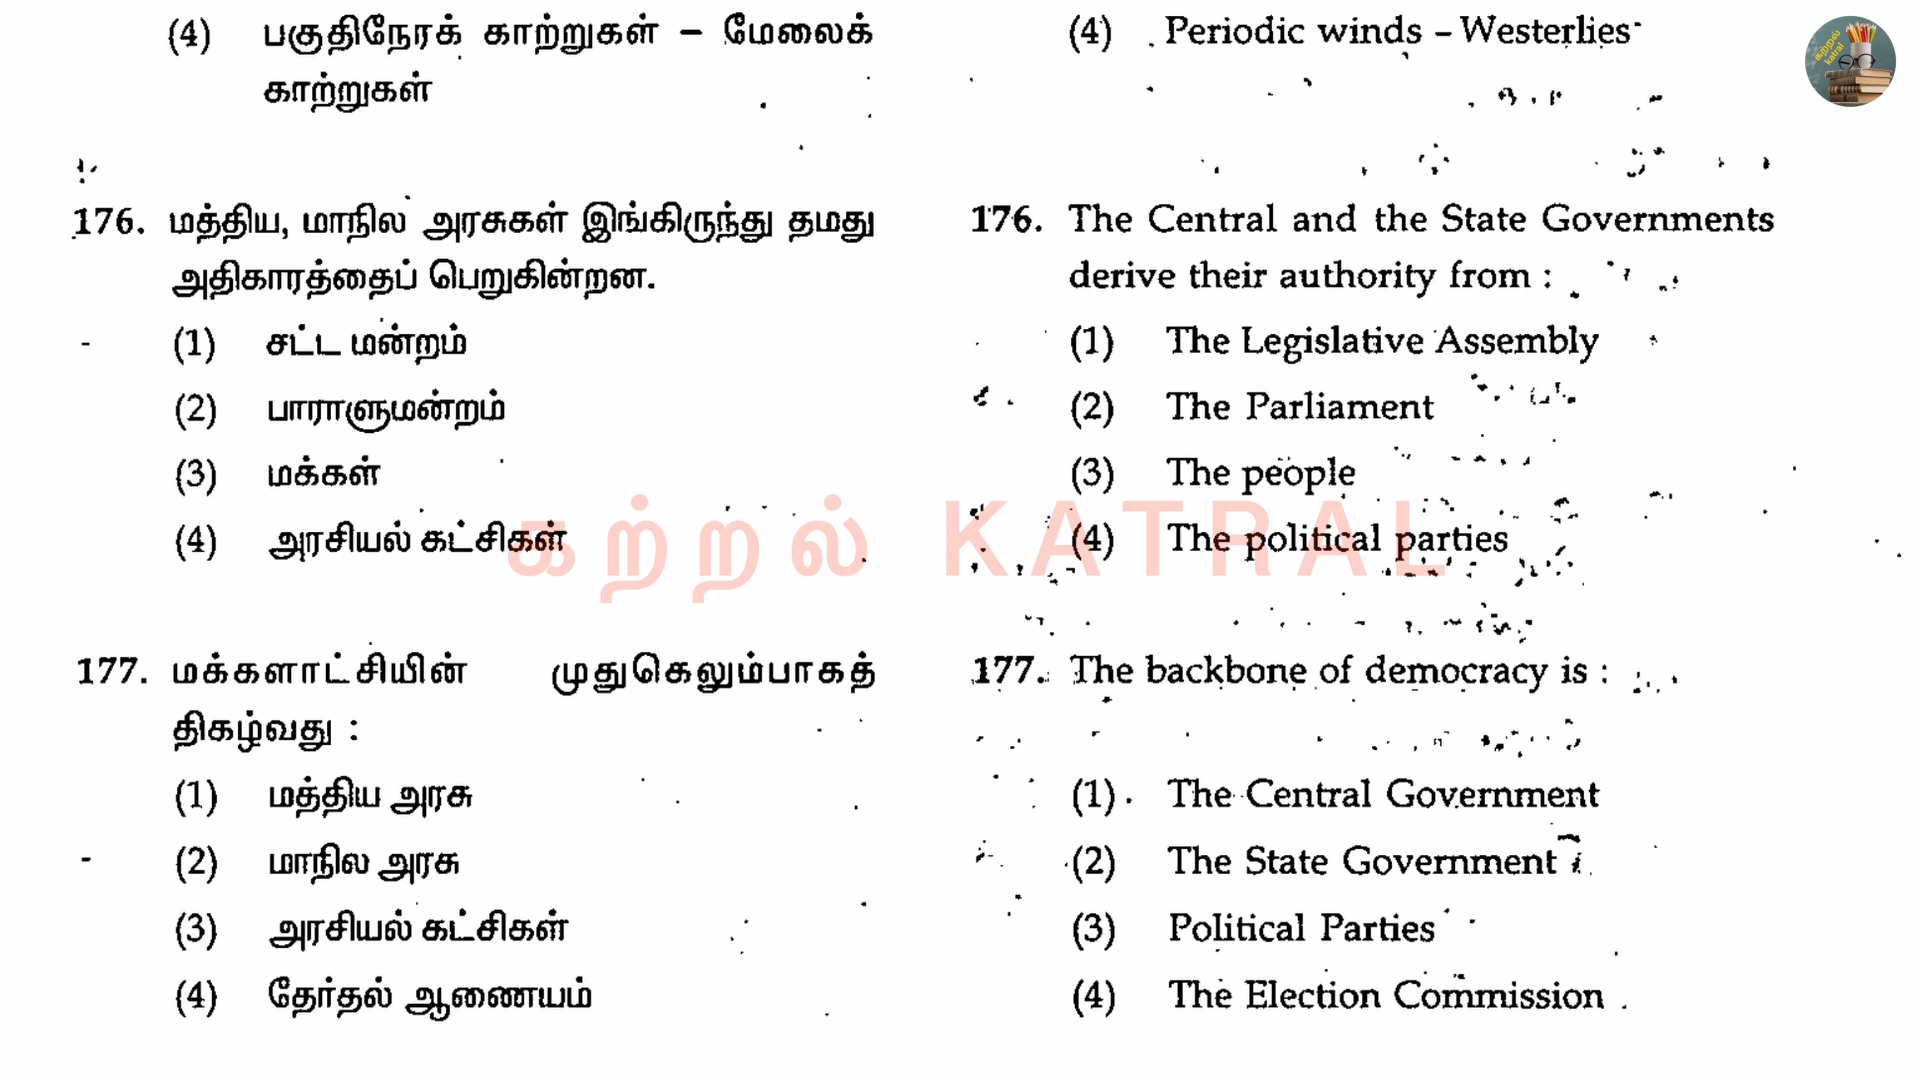 (4) பகுதிநேரக் காற்றுகள் – மேலைக்
காற்றுகள்
176. மத்திய, மாநில அரசுகள் இங்கிருந்து தமது
அதிகாரத்தைப் பெறுகின்றன.
(1) சட்ட மன்றம்
(2) பாராளுமன்றம்
(3) மக்கள்
(4) அரசியல் கட்சிகள்
177. மக்களாட்சியின் முதுகெலும்பாகத்
திகழ்வது :
(1) மத்திய அரசு
(2) மாநில அரசு
(3) அரசியல் கட்சிகள்
(4) தேர்தல் ஆணையம்
(4) Periodic winds – Westerlies
176. The Central and the State Governments
derive their authority from :
(1) The Legislative Assembly
(2) The Parliament
(3) The people
(4) The political parties
177. The backbone of democracy is :
(1) The Central Government
(2) The State Government
(3) Political Parties
(4) The Election Commission
கற்றல் KATRAL
கற்றல்
katral